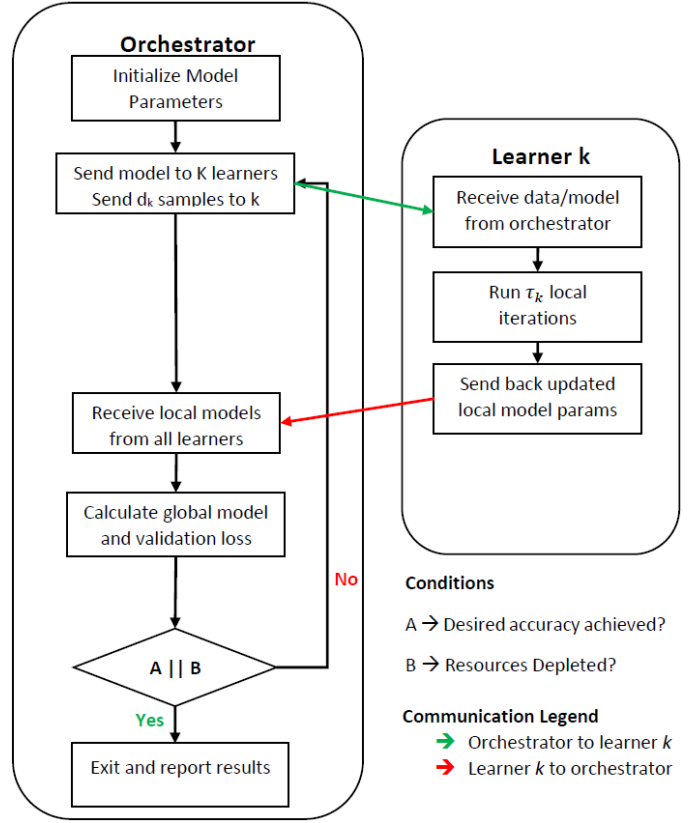 Orchestrator
Initialize Model
Parameters
Send model to K learners
Send dₖ samples to k
Receive local models
from all learners
Calculate global model
and validation loss
No
A || B
Yes
Exit and report results
Learner k
Receive data/model
from orchestrator
Run τₖ local
iterations
Send back updated
local model params
Conditions
A → Desired accuracy achieved?
B → Resources Depleted?
Communication Legend
→ Orchestrator to learner k
→ Learner k to orchestrator